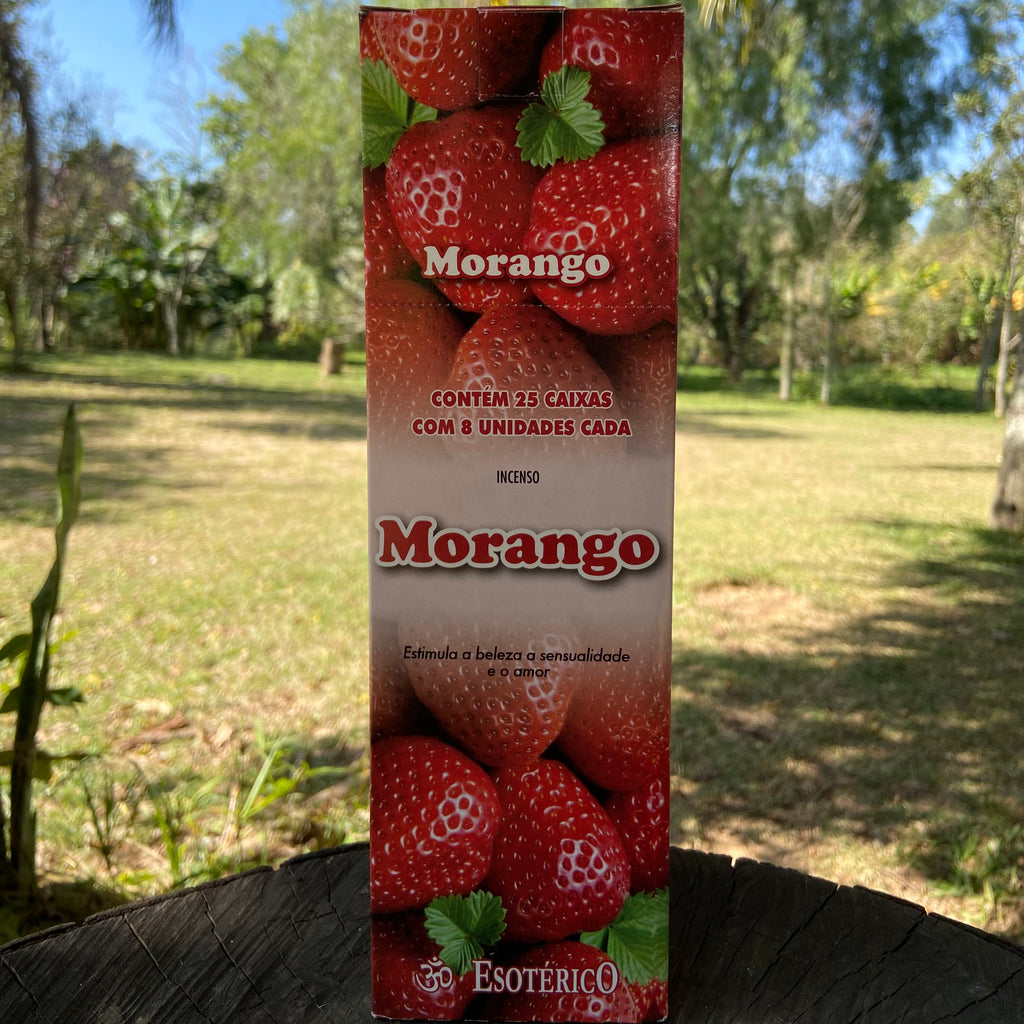 Morango
CONTÉM 25 CAIXAS
COM 8 UNIDADES CADA
INCENSO
Morango
Estimula a beleza a sensualidade
e o amor
ॐ ESOTÉRICO